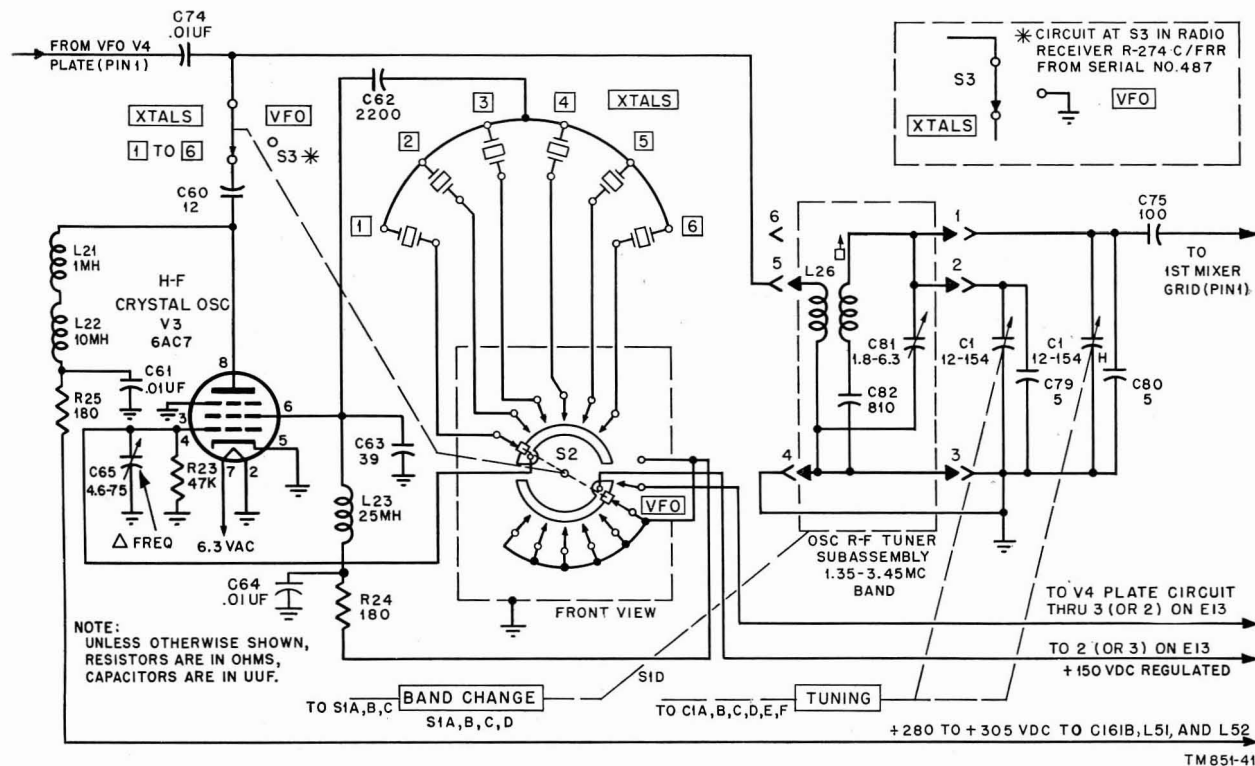 C74
.01UF
FROM VFO V4
PLATE (PIN 1)
XTALS
VFO
1 TO 6
S3 *
C60
12
L21
1MH
L22
10MH
H-F
CRYSTAL OSC
V3
6AC7
C61
.01UF
R25
180
8
3
4
6
5
7
2
C65
4.6-75
R23
47K
Δ FREQ
6.3 VAC
C63
39
L23
25MH
C64
.01UF
R24
180
NOTE:
UNLESS OTHERWISE SHOWN,
RESISTORS ARE IN OHMS,
CAPACITORS ARE IN UUF.
C62
2200
XTALS
1
2
3
4
5
6
S2
VFO
FRONT VIEW
* CIRCUIT AT S3 IN RADIO
RECEIVER R-274 C/FRR
FROM SERIAL NO. 487
S3
XTALS
VFO
6
5
4
L26
C81
1.8-6.3
C82
810
1
2
3
OSC R-F TUNER
SUBASSEMBLY
1.35-3.45MC
BAND
C1
12-154
C79
5
C1
12-154
H
C80
5
C75
100
TO
1ST MIXER
GRID (PIN 1)
TO V4 PLATE CIRCUIT
THRU 3 (OR 2) ON E13
TO 2 (OR 3) ON E13
+150 VDC REGULATED
S1D
TO S1A,B,C
BAND CHANGE
S1A,B,C,D
TO C1A,B,C,D,E,F
TUNING
+280 TO +305 VDC TO C161B, L51, AND L52
TM 851-41